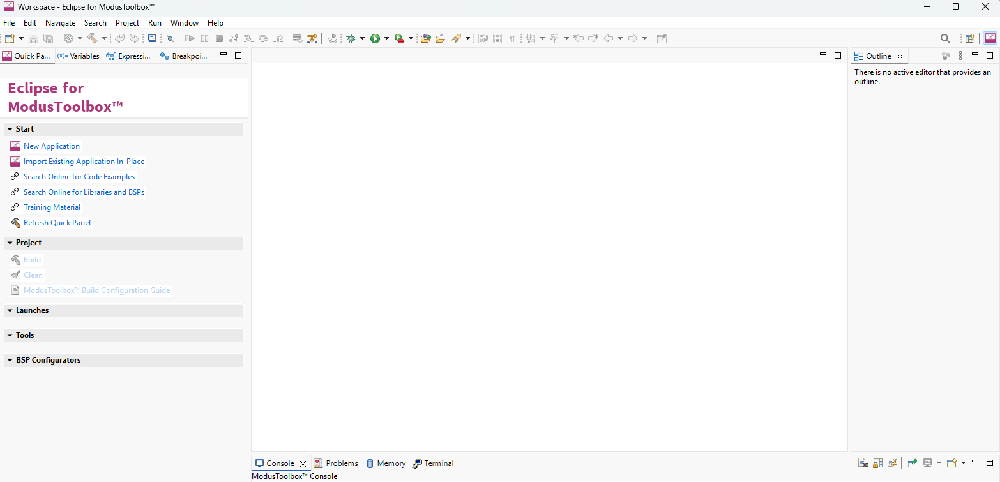 Workspace - Eclipse for ModusToolbox™
File Edit Navigate Search Project Run Window Help
Quick Pa... (x)= Variables Expressi... Breakpoi...
Eclipse for
ModusToolbox™
Start
New Application
Import Existing Application In-Place
Search Online for Code Examples
Search Online for Libraries and BSPs
Training Material
Refresh Quick Panel
Project
Build
Clean
ModusToolbox™ Build Configuration Guide
Launches
Tools
BSP Configurators
Outline
There is no active editor that provides an
outline.
Console Problems Memory Terminal
ModusToolbox™ Console